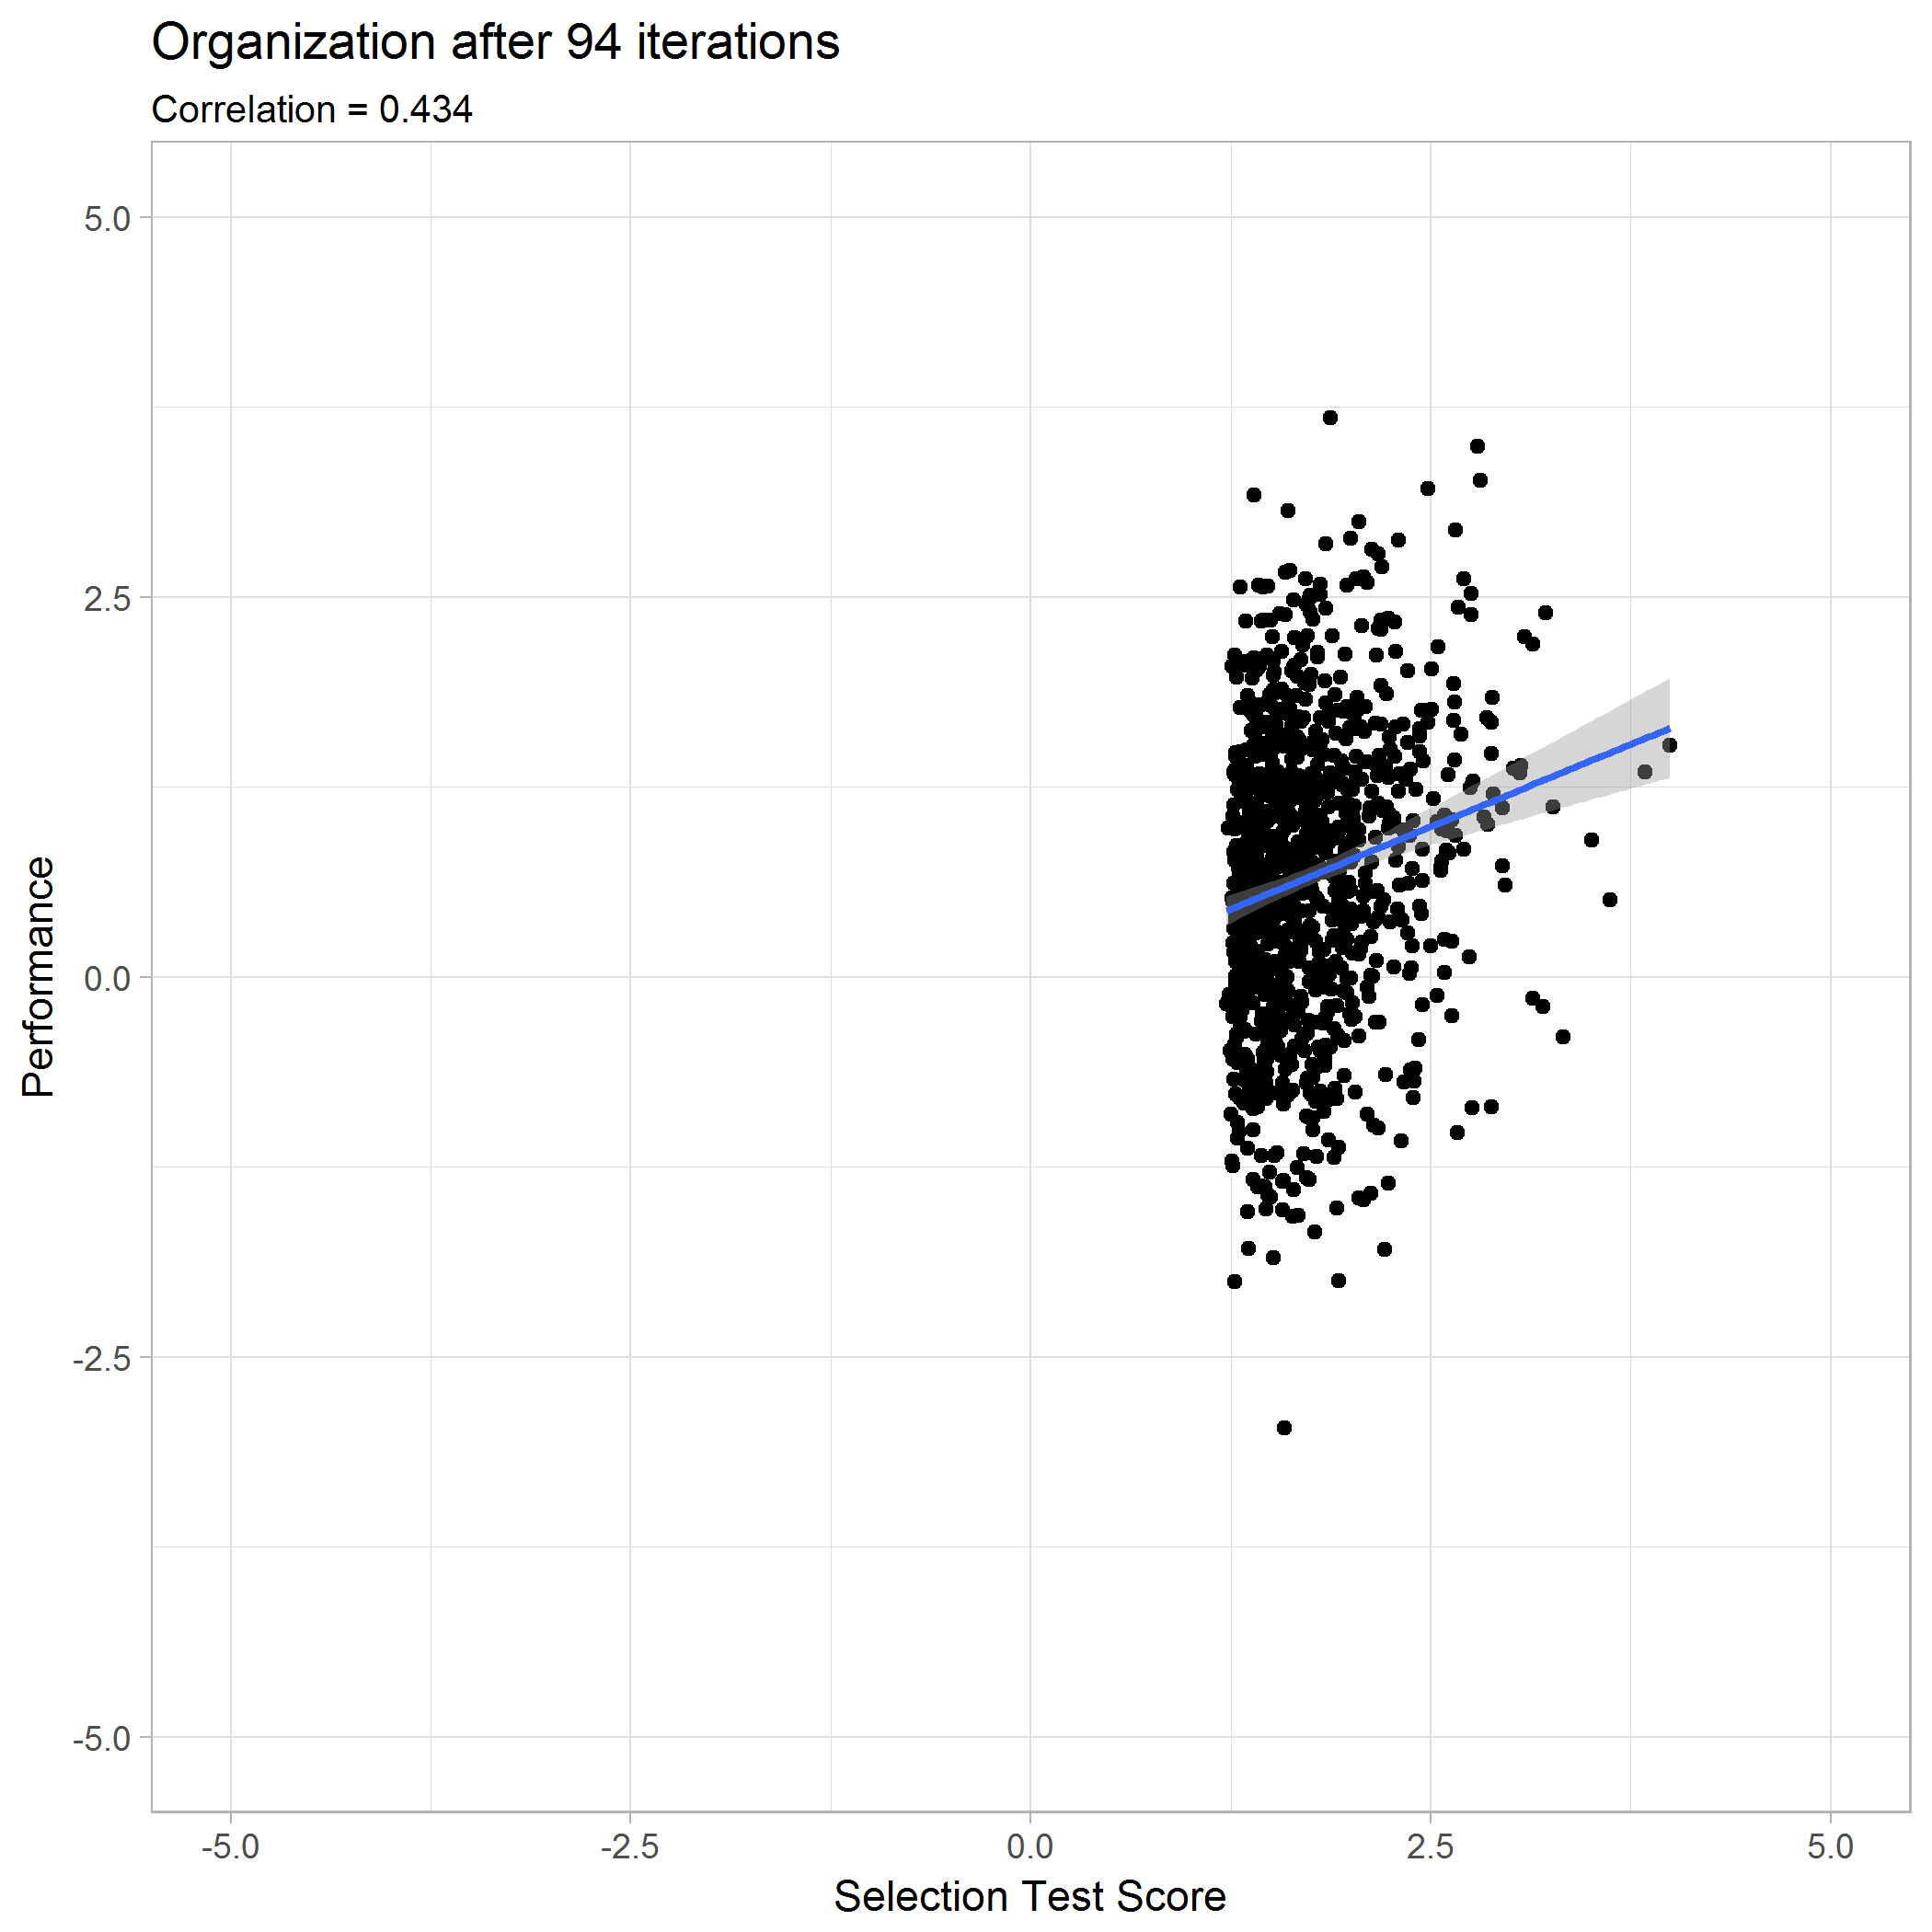 Organization after 94 iterations
Correlation = 0.434
5.0
2.5
0.0
-2.5
-5.0
Performance
-5.0 -2.5 0.0 2.5 5.0
Selection Test Score